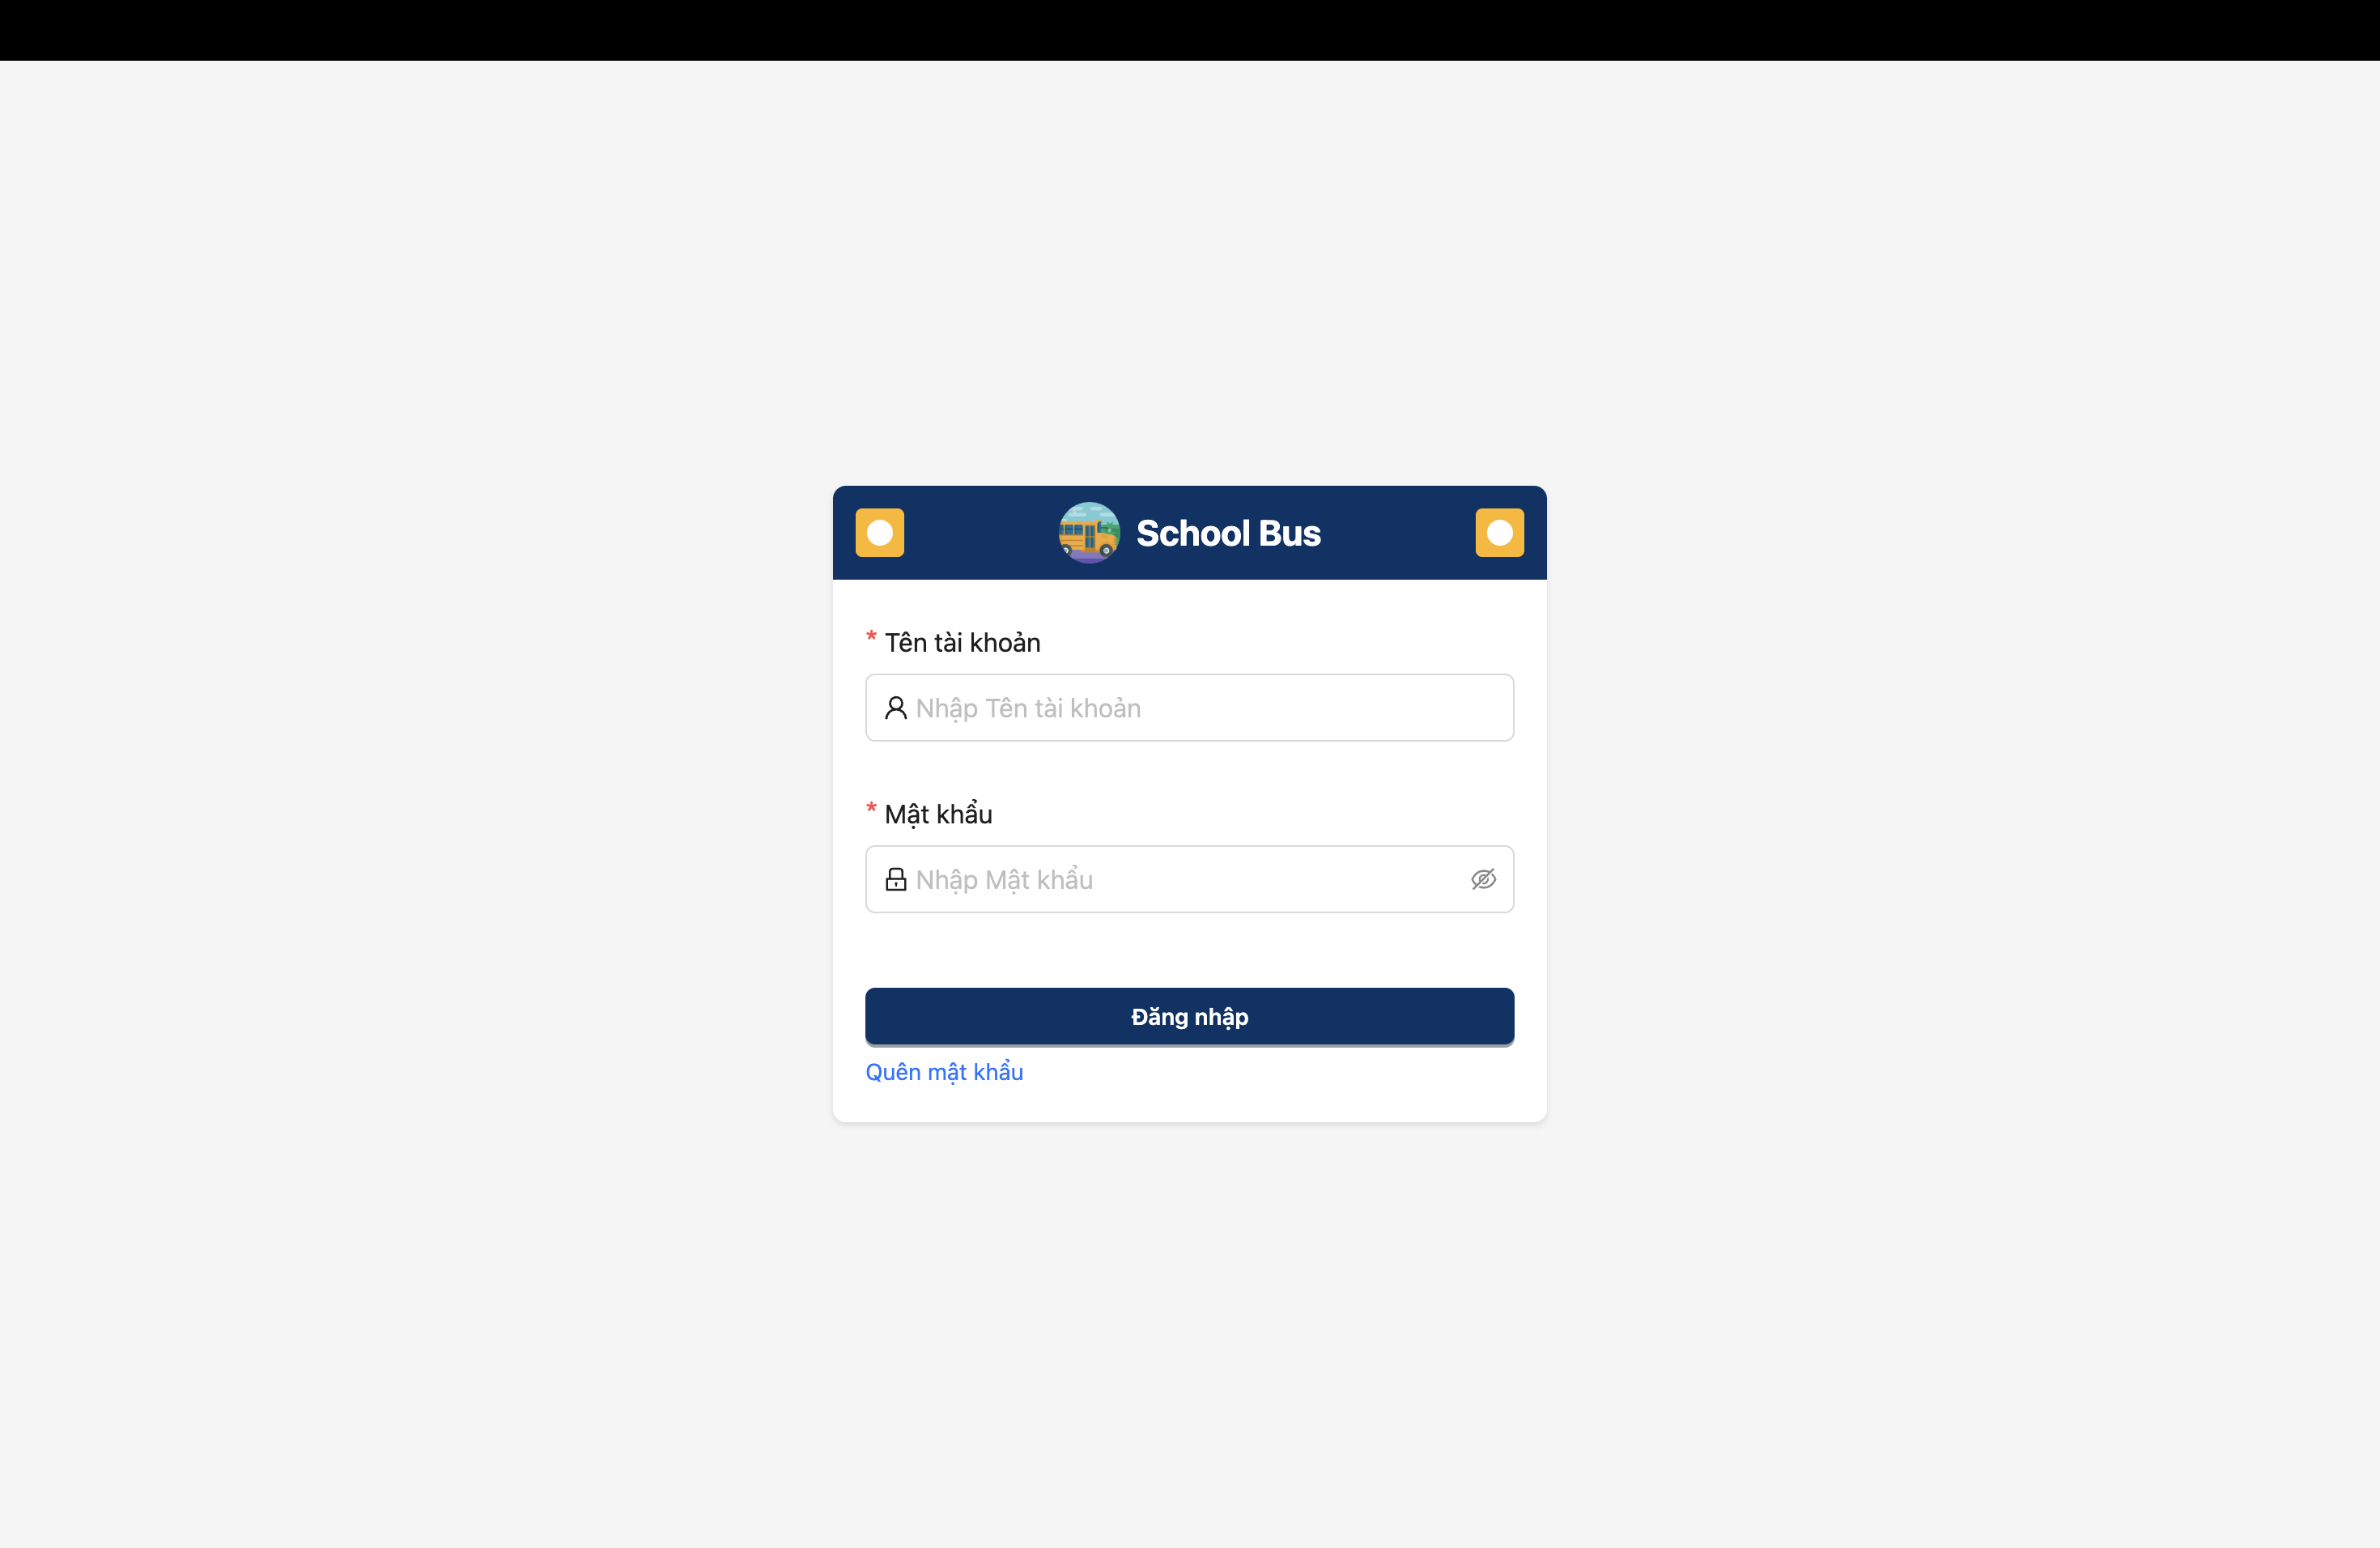 School Bus
* Tên tài khoản
Nhập Tên tài khoản
* Mật khẩu
Nhập Mật khẩu
Đăng nhập
Quên mật khẩu